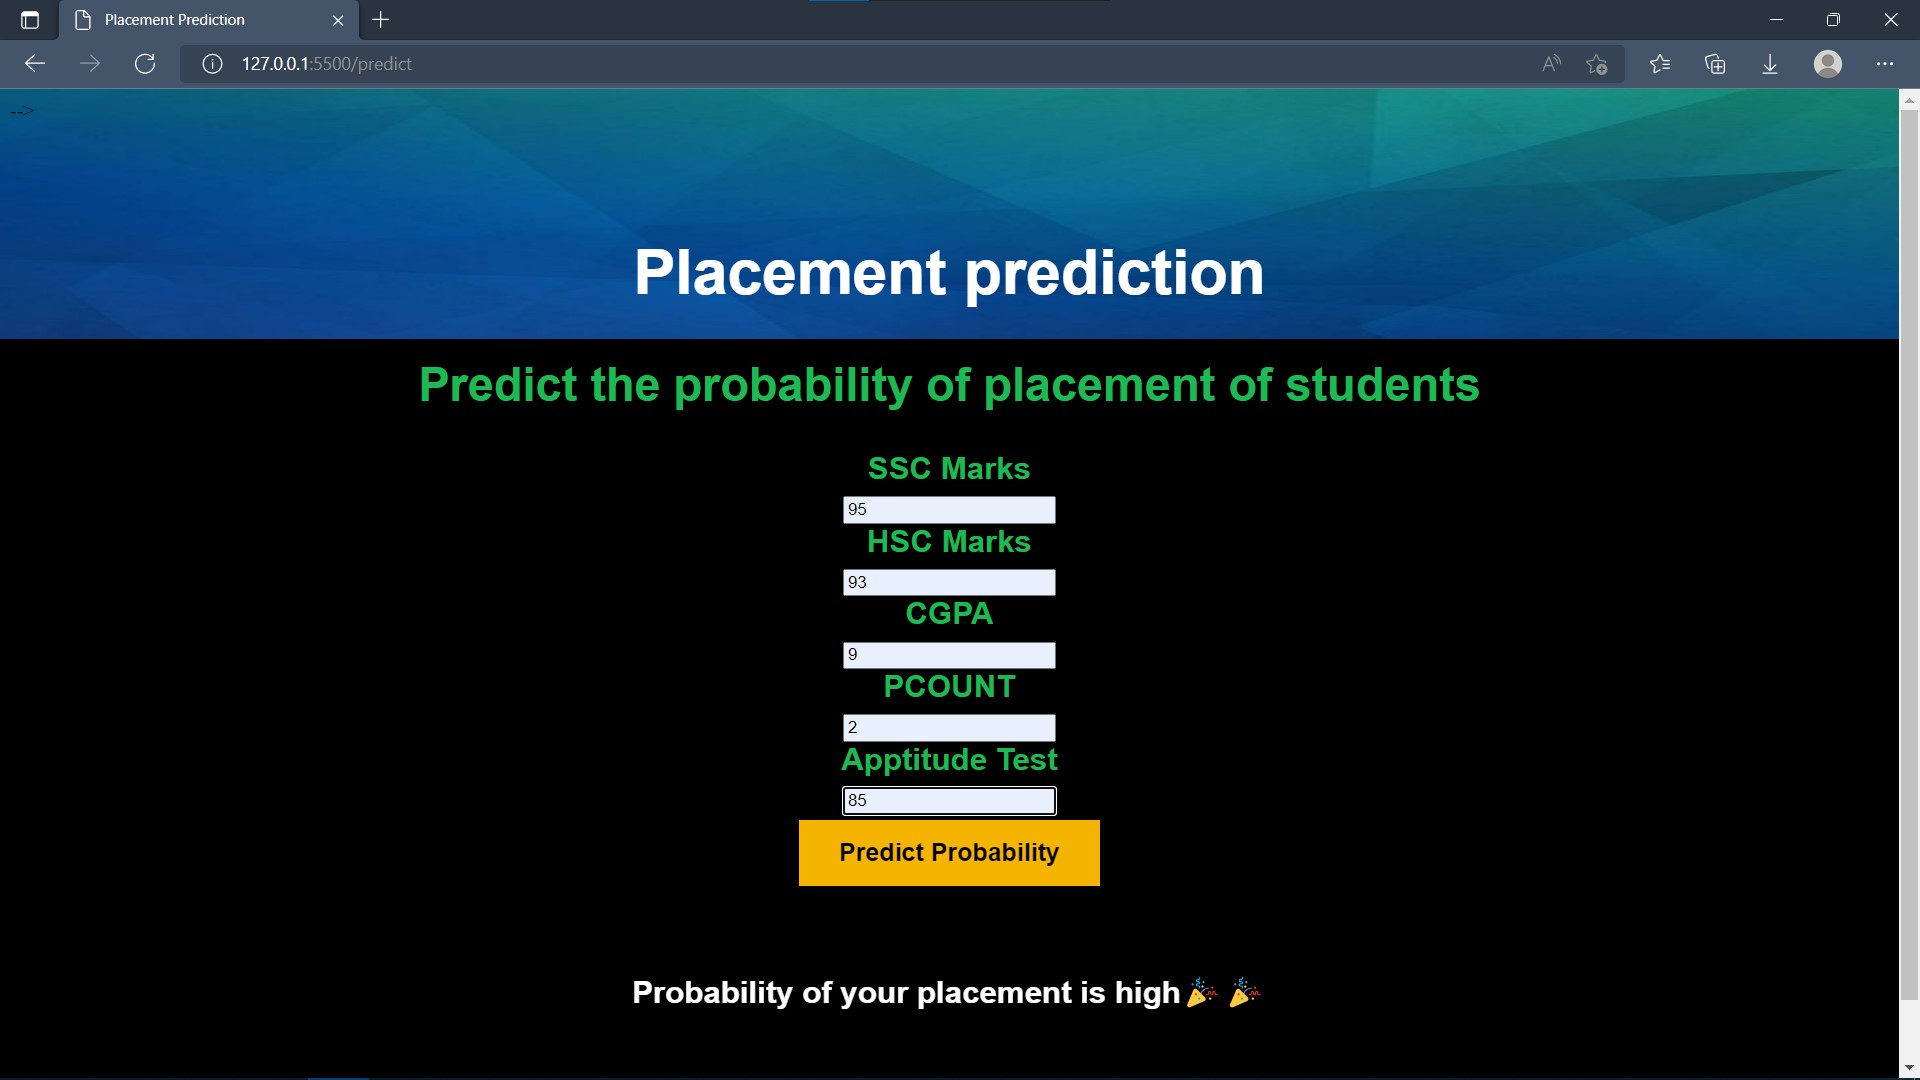 Placement Prediction
127.0.0.1:5500/predict
-->
Placement prediction
Predict the probability of placement of students
SSC Marks
95
HSC Marks
93
CGPA
9
PCOUNT
2
Apptitude Test
85
Predict Probability
Probability of your placement is high🎉 🎉